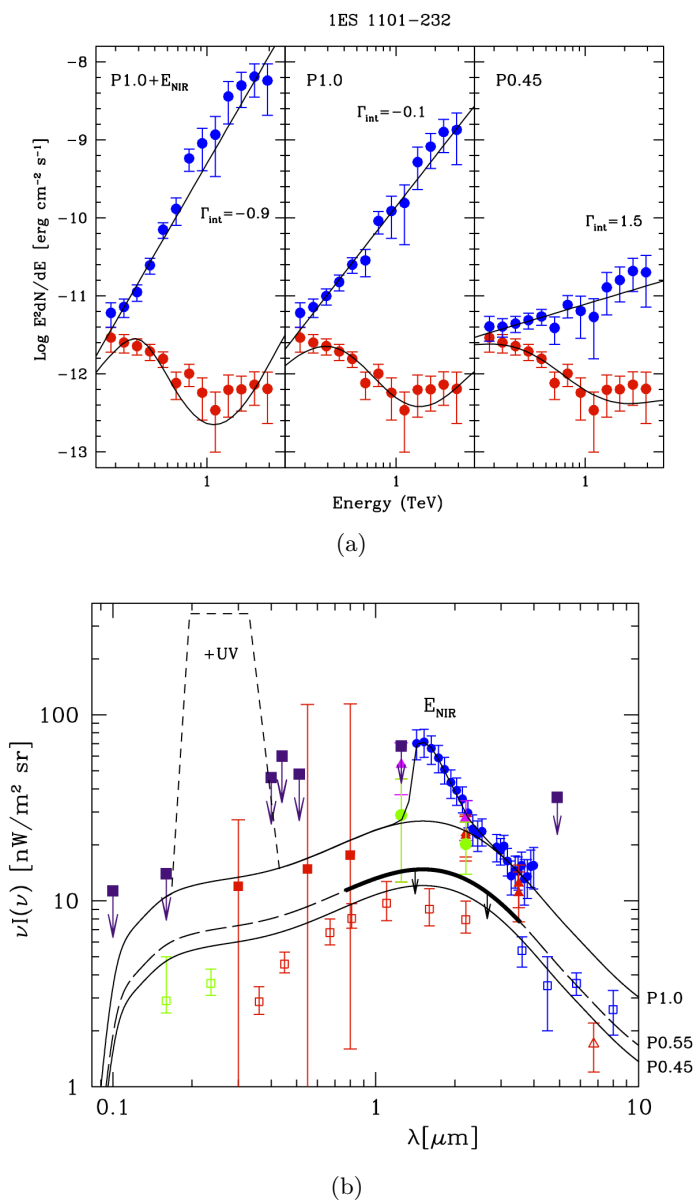 1ES 1101−232
P1.0+E_NIR
P1.0
P0.45
Γ_int=−0.9
Γ_int=−0.1
Γ_int=1.5
Log E²dN/dE [erg cm⁻² s⁻¹]
-8
-9
-10
-11
-12
-13
1
1
1
Energy (TeV)
(a)
+UV
E_NIR
νI(ν) [nW/m² sr]
100
10
1
P1.0
P0.55
P0.45
0.1
1
10
λ[μm]
(b)